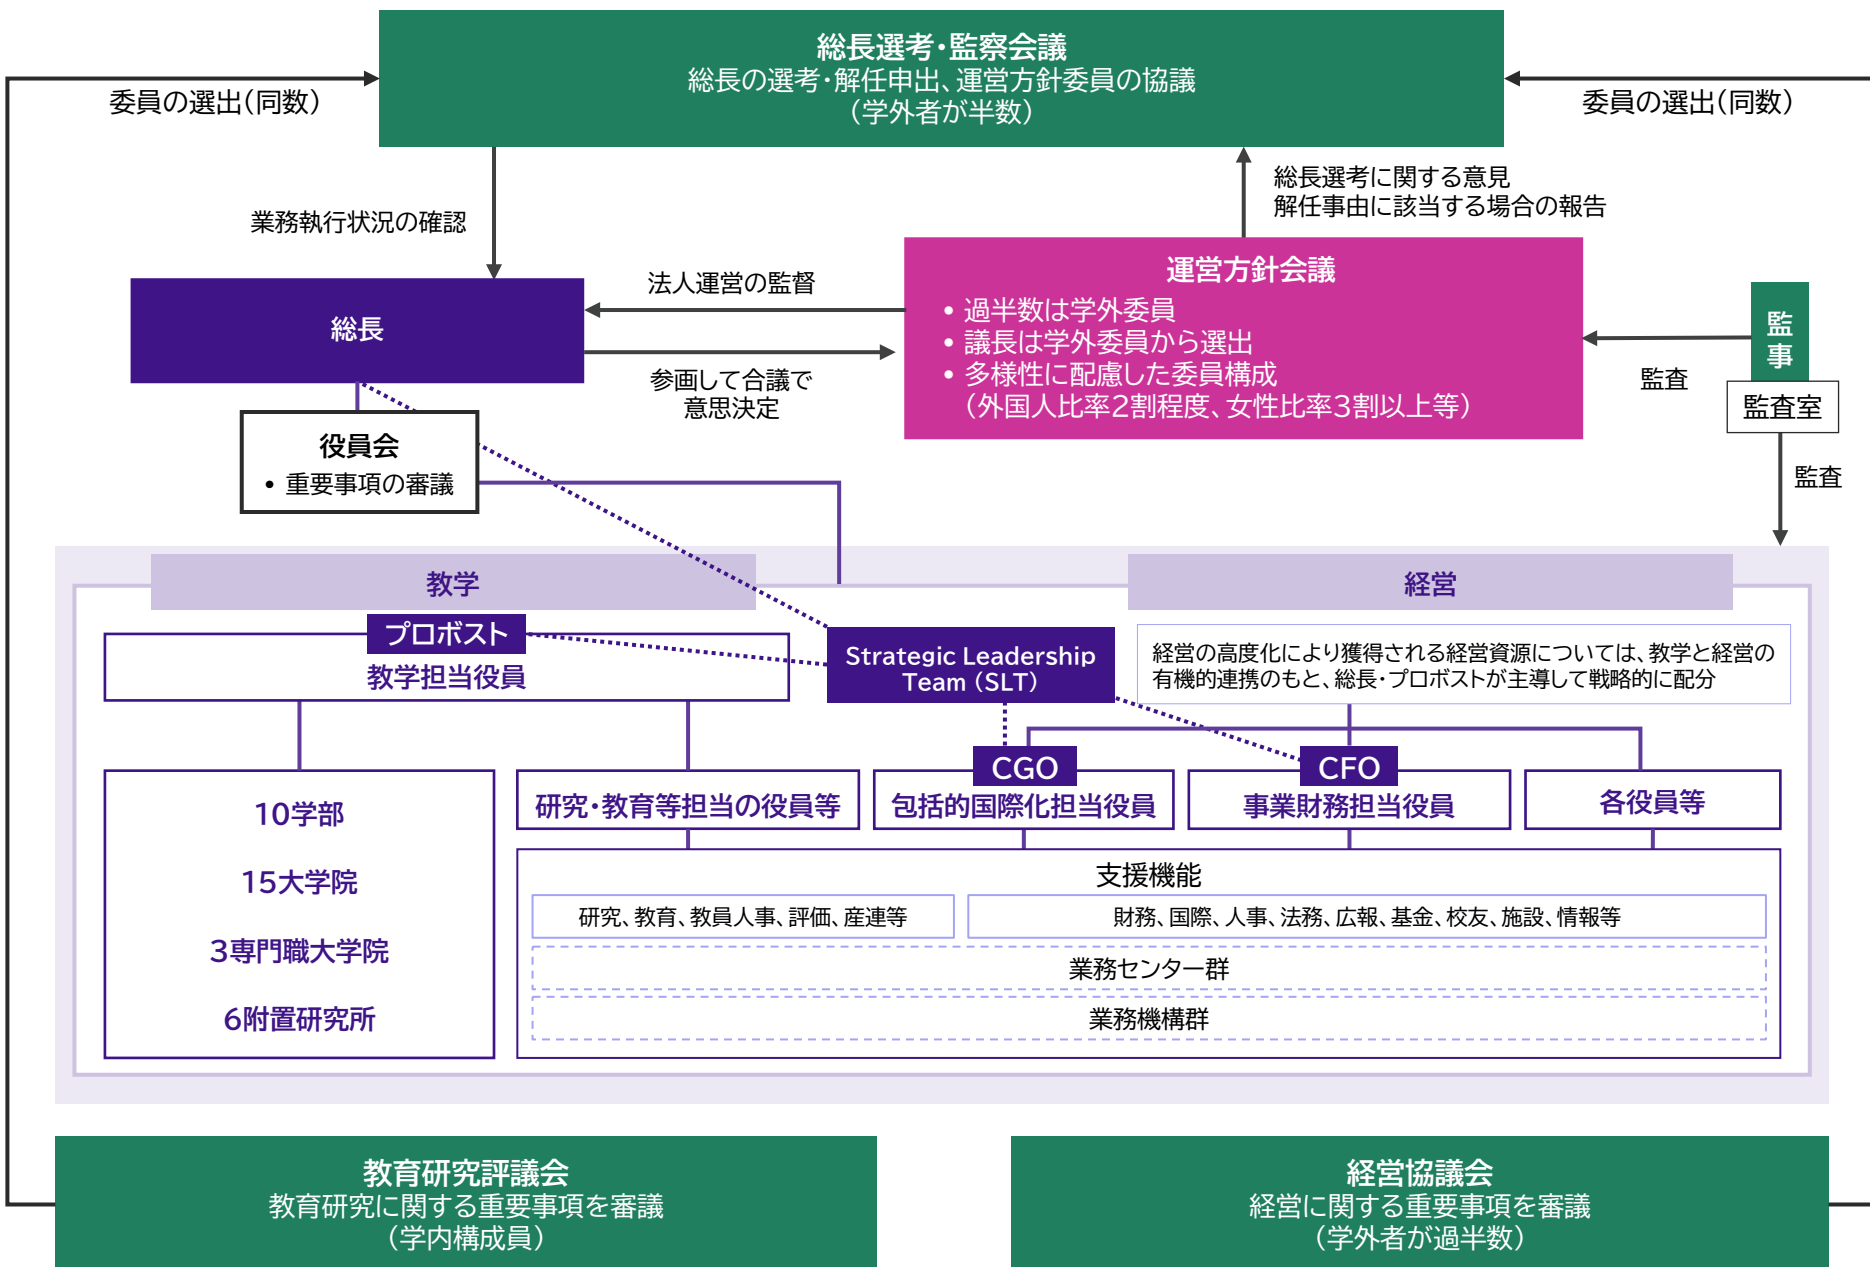 総長選考・監察会議
総長の選考・解任申出、運営方針委員の協議
（学外者が半数）
委員の選出（同数）
委員の選出（同数）
業務執行状況の確認
総長選考に関する意見
解任事由に該当する場合の報告
総長
法人運営の監督
参画して合議で
意思決定
運営方針会議
• 過半数は学外委員
• 議長は学外委員から選出
• 多様性に配慮した委員構成
（外国人比率2割程度、女性比率3割以上等）
監事
監査
監査室
監査
役員会
• 重要事項の審議
教学
経営
プロボスト
教学担当役員
Strategic Leadership
Team（SLT）
経営の高度化により獲得される経営資源については、教学と経営の
有機的連携のもと、総長・プロボストが主導して戦略的に配分
10学部
15大学院
3専門職大学院
6附置研究所
研究・教育等担当の役員等
CGO
包括的国際化担当役員
CFO
事業財務担当役員
各役員等
支援機能
研究、教育、教員人事、評価、産連等
財務、国際、人事、法務、広報、基金、校友、施設、情報等
業務センター群
業務機構群
教育研究評議会
教育研究に関する重要事項を審議
（学内構成員）
経営協議会
経営に関する重要事項を審議
（学外者が過半数）